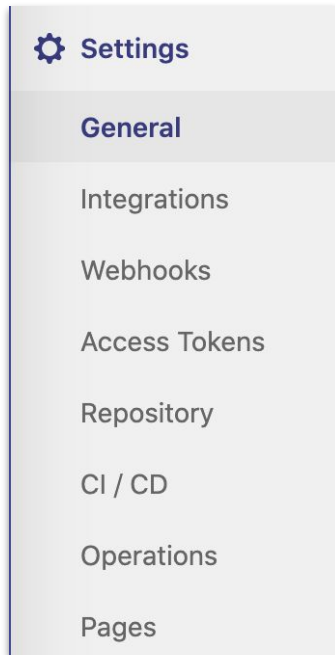 Settings
General
Integrations
Webhooks
Access Tokens
Repository
CI / CD
Operations
Pages